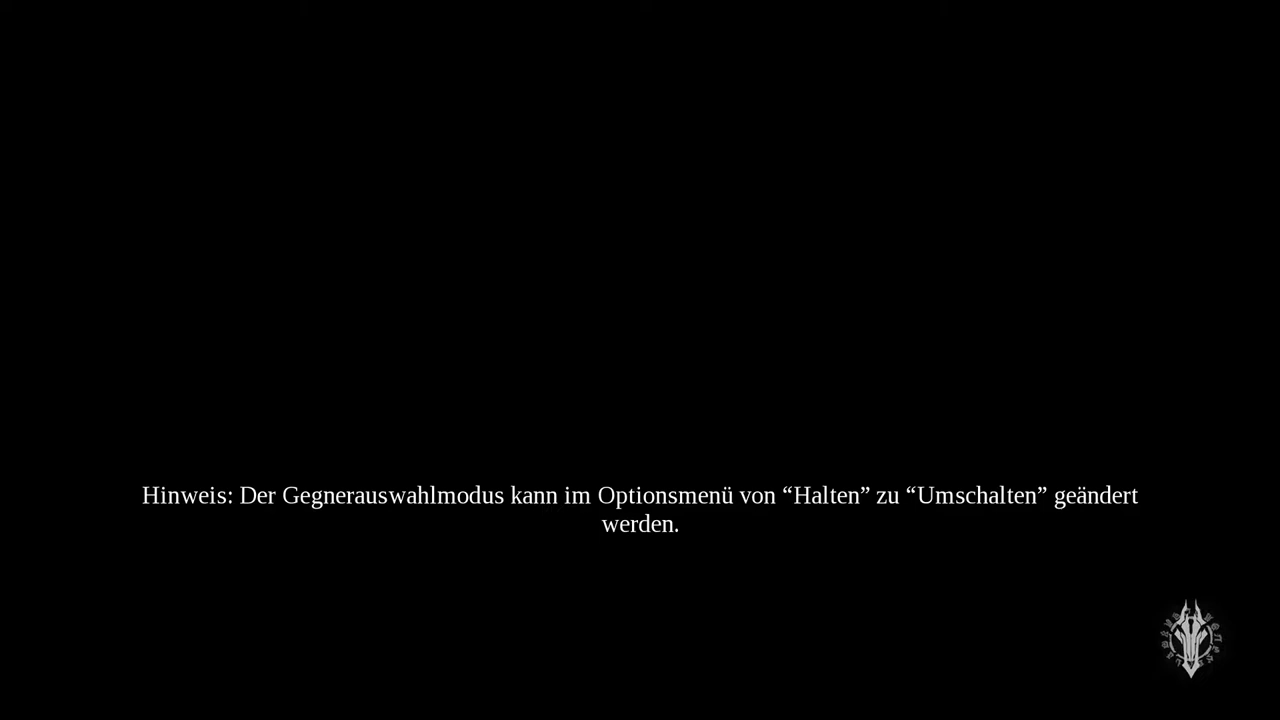 Hinweis: Der Gegnerauswahlmodus kann im Optionsmenü von “Halten” zu “Umschalten” geändert
werden.